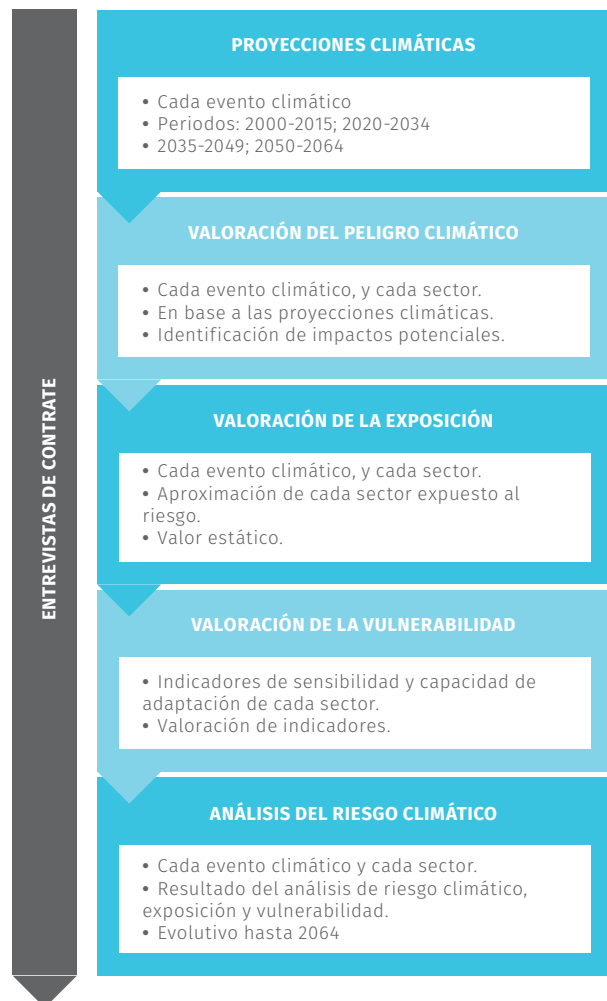 ENTREVISTAS DE CONTRATE
PROYECCIONES CLIMÁTICAS
• Cada evento climático
• Periodos: 2000-2015; 2020-2034
• 2035-2049; 2050-2064
VALORACIÓN DEL PELIGRO CLIMÁTICO
• Cada evento climático, y cada sector.
• En base a las proyecciones climáticas.
• Identificación de impactos potenciales.
VALORACIÓN DE LA EXPOSICIÓN
• Cada evento climático, y cada sector.
• Aproximación de cada sector expuesto al
riesgo.
• Valor estático.
VALORACIÓN DE LA VULNERABILIDAD
• Indicadores de sensibilidad y capacidad de
adaptación de cada sector.
• Valoración de indicadores.
ANÁLISIS DEL RIESGO CLIMÁTICO
• Cada evento climático y cada sector.
• Resultado del análisis de riesgo climático,
exposición y vulnerabilidad.
• Evolutivo hasta 2064